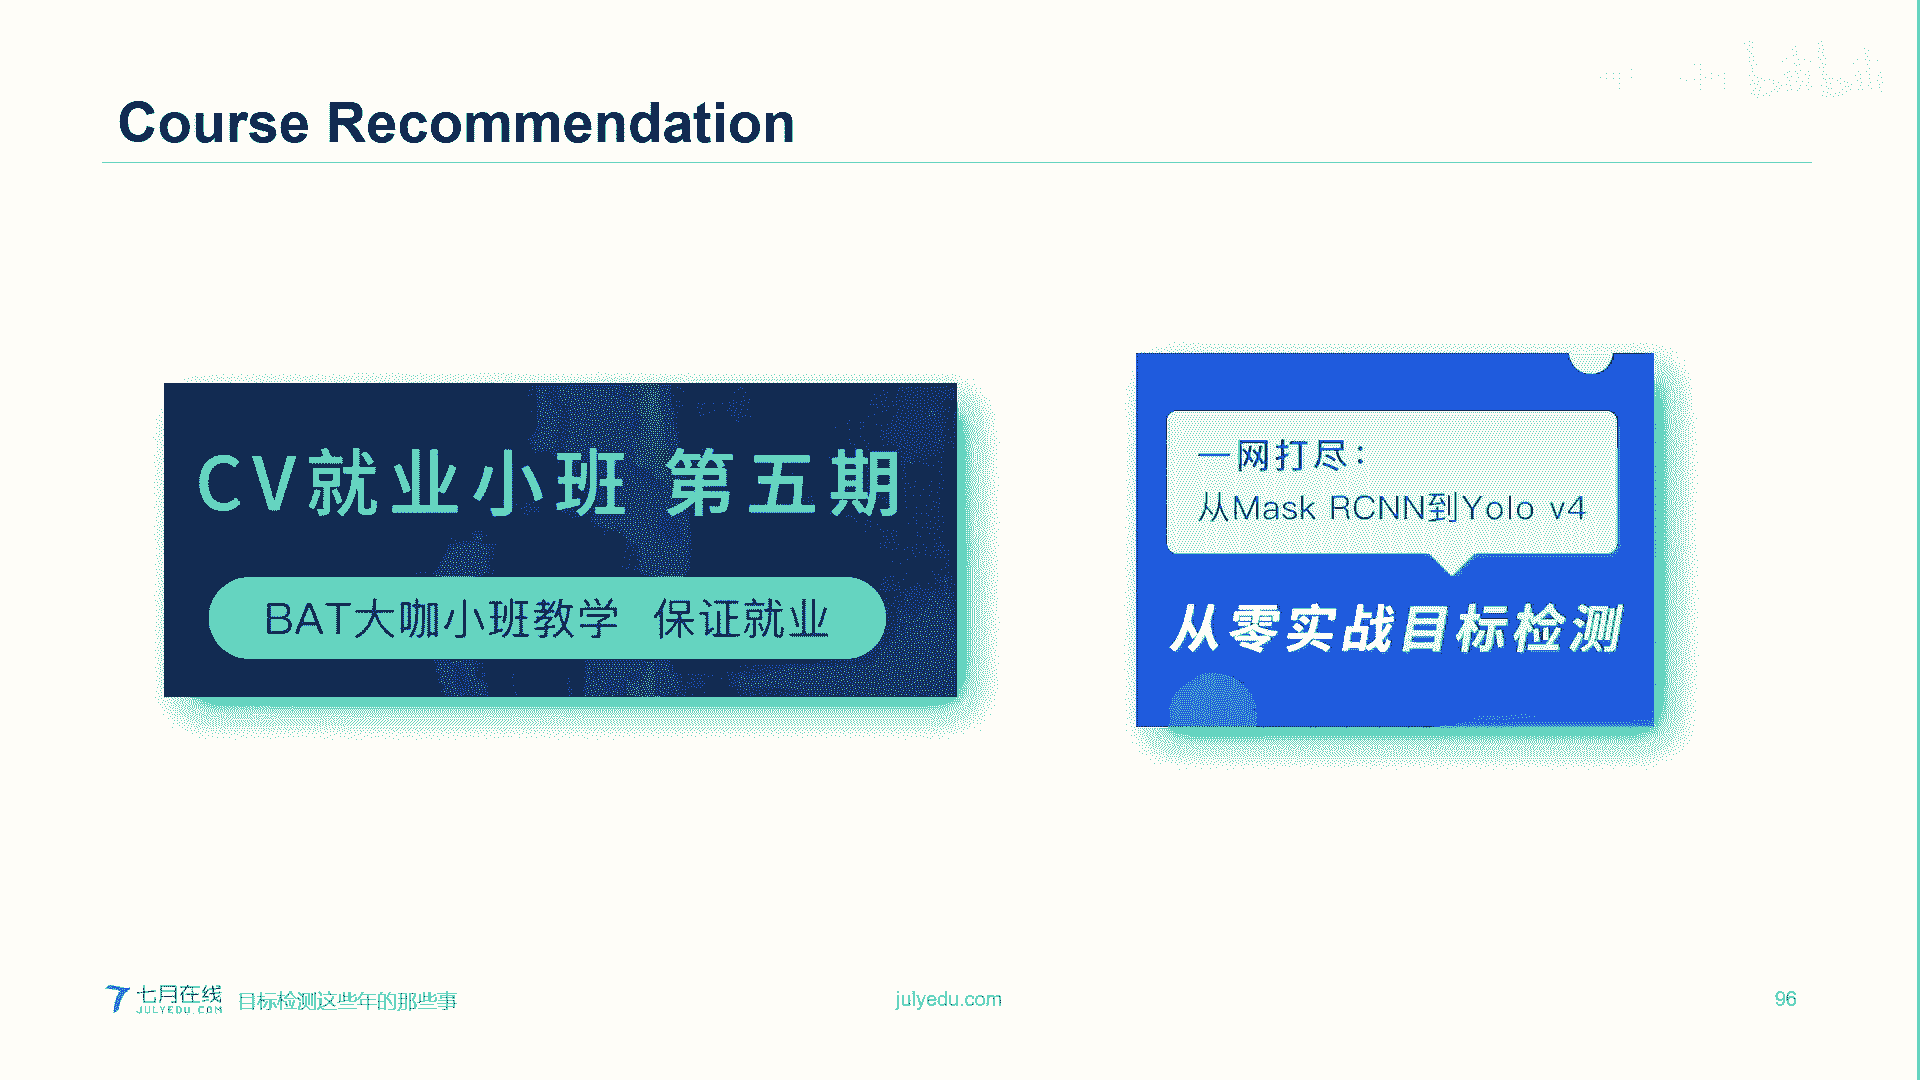 Course Recommendation
CV就业小班 第五期
BAT大咖小班教学 保证就业
一网打尽：
从Mask RCNN到Yolo v4
从零实战目标检测
七月在线
JULYEDU.COM
目标检测这些年的那些事
julyedu.com
96